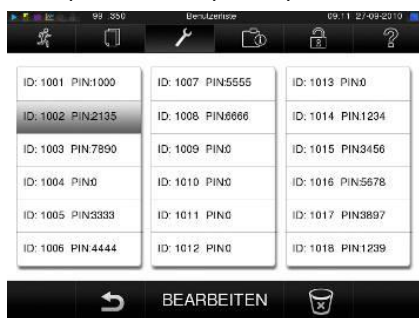 99 350 Benutzerliste 09:11 27-09-2010
ID: 1001 PIN:1000
ID: 1002 PIN:2135
ID: 1003 PIN:7890
ID: 1004 PIN:0
ID: 1005 PIN:3333
ID: 1006 PIN:4444
ID: 1007 PIN:5555
ID: 1008 PIN:6666
ID: 1009 PIN:0
ID: 1010 PIN:0
ID: 1011 PIN:0
ID: 1012 PIN:0
ID: 1013 PIN:0
ID: 1014 PIN:1234
ID: 1015 PIN:3456
ID: 1016 PIN:5678
ID: 1017 PIN:3897
ID: 1018 PIN:1239
BEARBEITEN